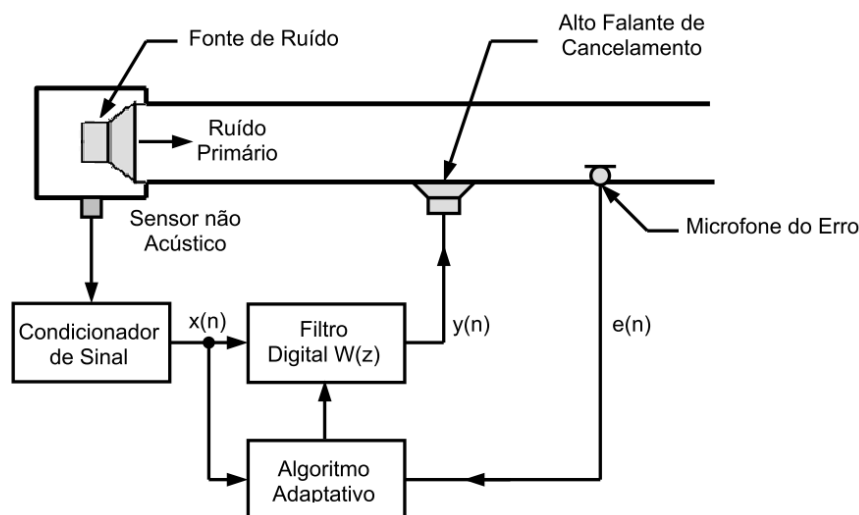 Fonte de Ruído
Alto Falante de
Cancelamento
Ruído
Primário
Sensor não
Acústico
Microfone do Erro
Condicionador
de Sinal
x(n)
Filtro
Digital W(z)
y(n)
e(n)
Algoritmo
Adaptativo